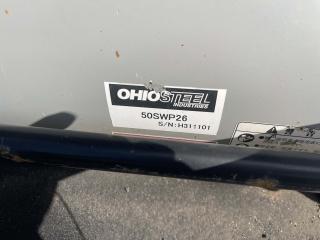 OHIO STEEL
INDUSTRIES
50SWP26
S/N:H311101